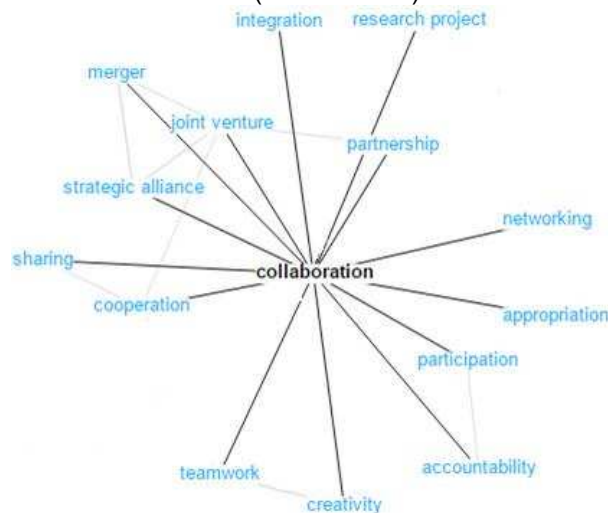 integration
research project
merger
joint venture
partnership
strategic alliance
networking
sharing
collaboration
cooperation
appropriation
participation
teamwork
accountability
creativity